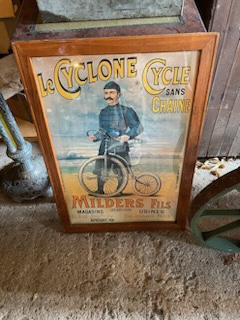 Le CYCLONE CYCLE
SANS
CHAINE
MILDERS FILS
MAGASINS
USINES